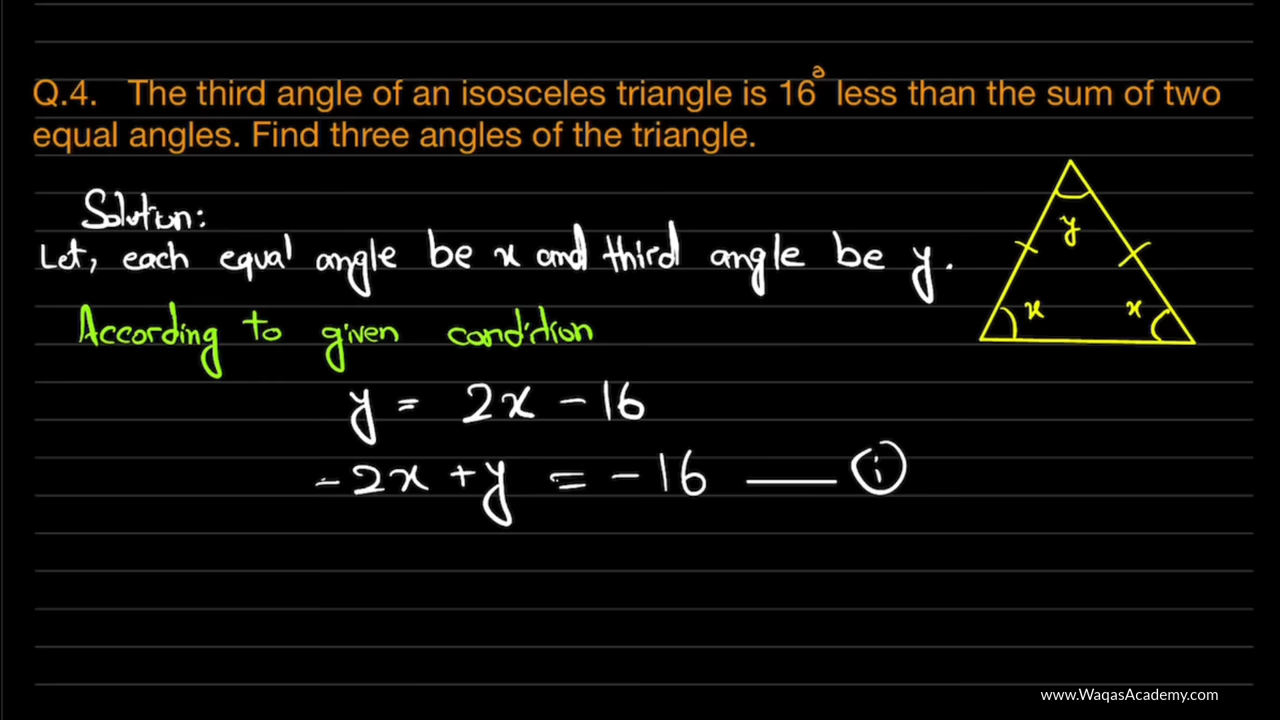 Q.4. The third angle of an isosceles triangle is 16° less than the sum of two
equal angles. Find three angles of the triangle.
Solution:
Let, each equal angle be x and third angle be y.
y
x x
According to given condition
y = 2x - 16
-2x + y = -16 —— (i)
www.WaqasAcademy.com